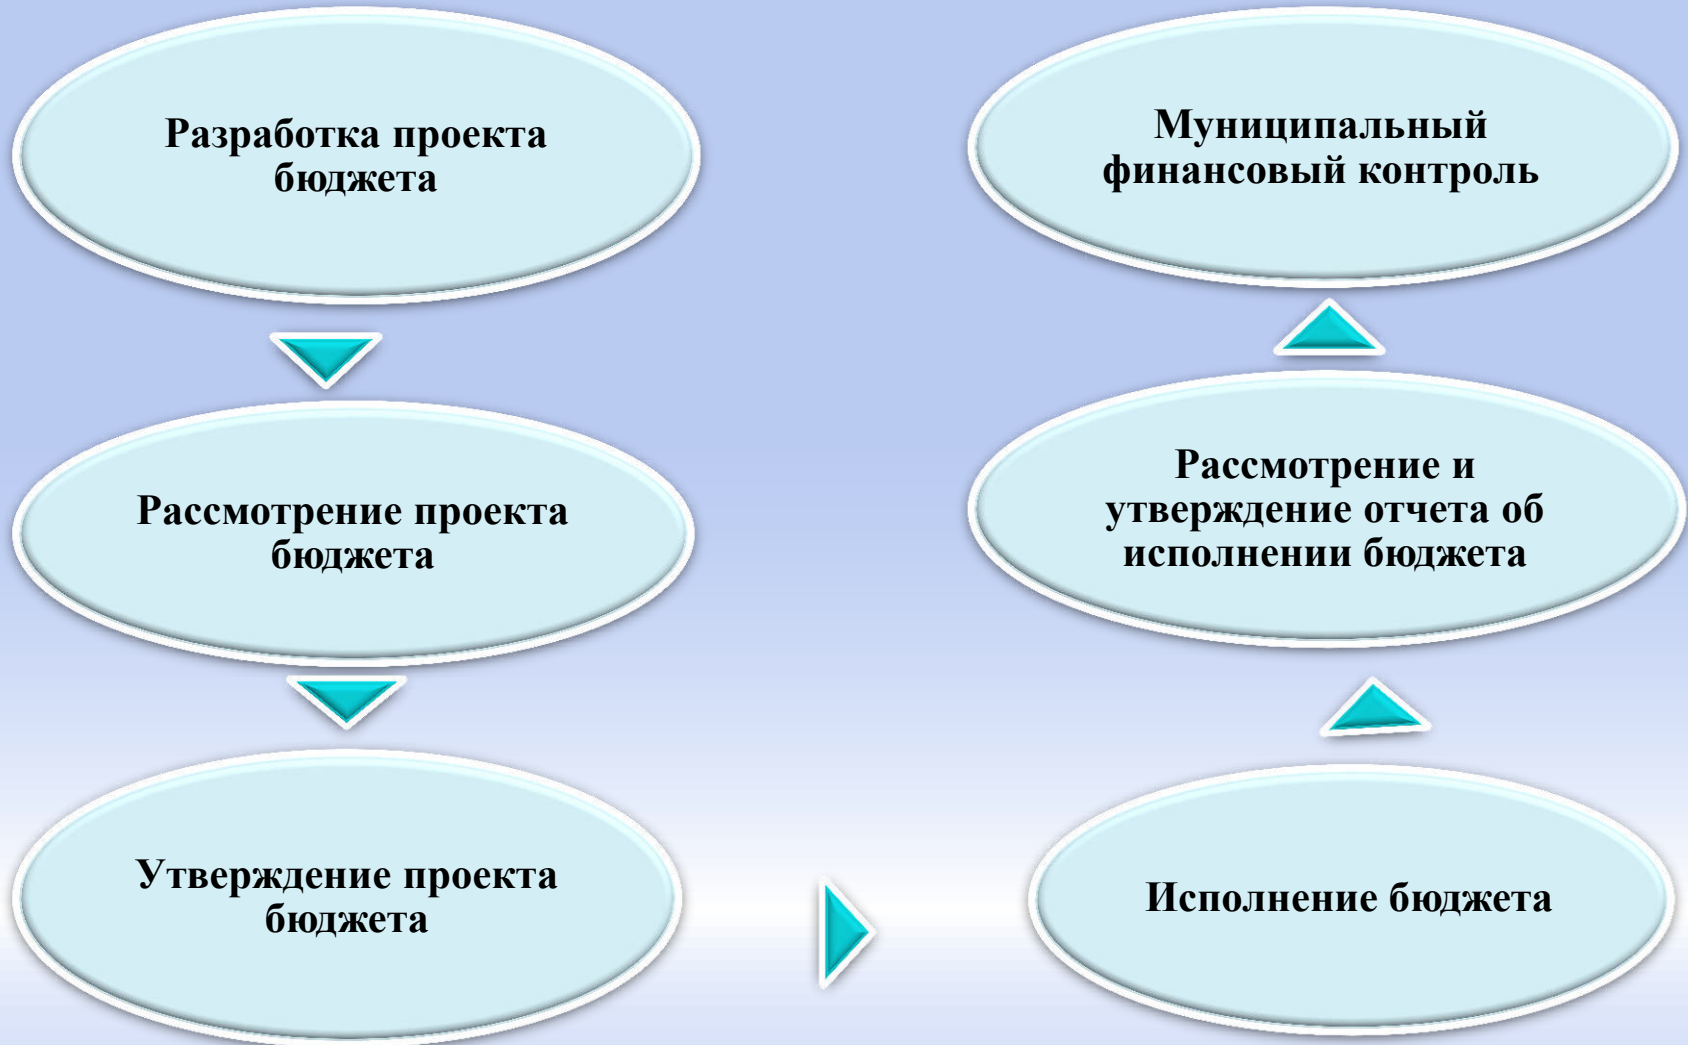 Разработка проекта
бюджета
Рассмотрение проекта
бюджета
Утверждение проекта
бюджета
Исполнение бюджета
Рассмотрение и
утверждение отчета об
исполнении бюджета
Муниципальный
финансовый контроль